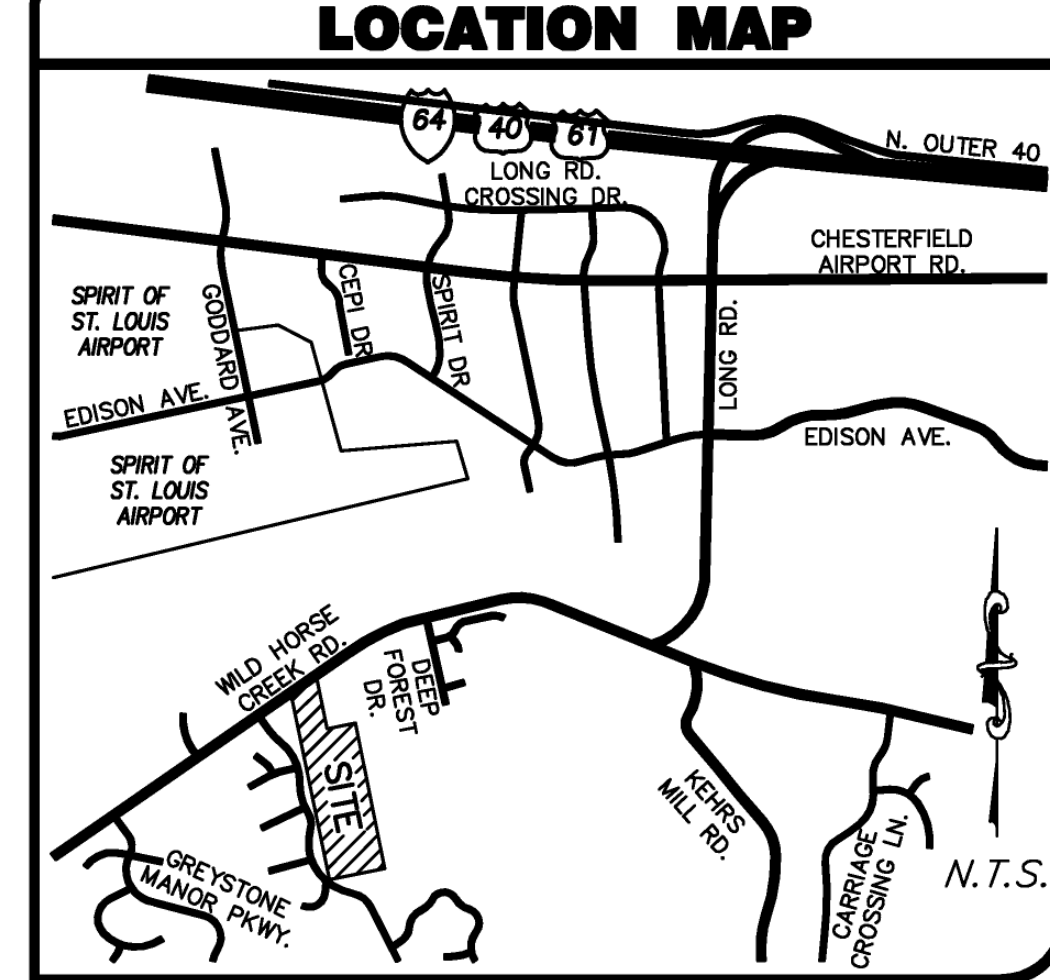 LOCATION MAP
64
40
61
N. OUTER 40
LONG RD.
CROSSING DR.
CHESTERFIELD
AIRPORT RD.
SPIRIT OF
ST. LOUIS
AIRPORT
GODDARD AVE.
CEPI DR.
SPIRIT DR.
LONG RD.
EDISON AVE.
EDISON AVE.
SPIRIT OF
ST. LOUIS
AIRPORT
WILD HORSE
CREEK RD.
DEEP
FOREST
DR.
SITE
KEHRS
MILL RD.
GREYSTONE
MANOR PKWY.
CARRIAGE
CROSSING LN.
N.T.S.